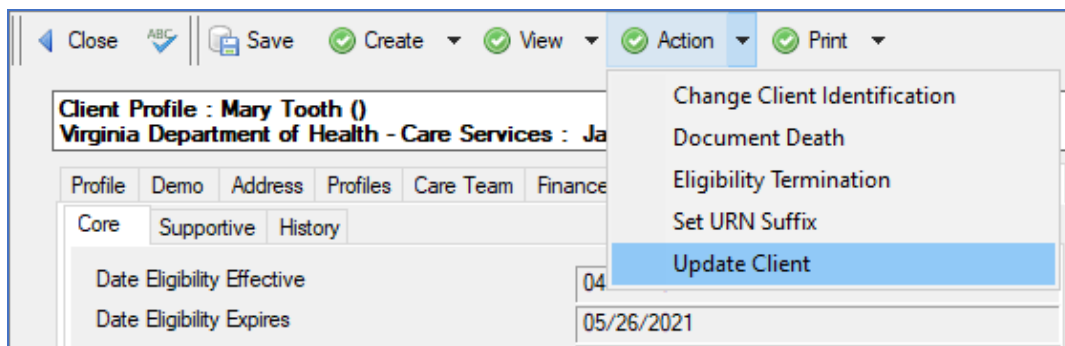 Close ABC Save Create View Action Print
Change Client Identification
Document Death
Eligibility Termination
Set URN Suffix
Update Client
Client Profile : Mary Tooth ()
Virginia Department of Health - Care Services : Ja
Profile Demo Address Profiles Care Team Finance
Core Supportive History
Date Eligibility Effective 04
Date Eligibility Expires 05/26/2021